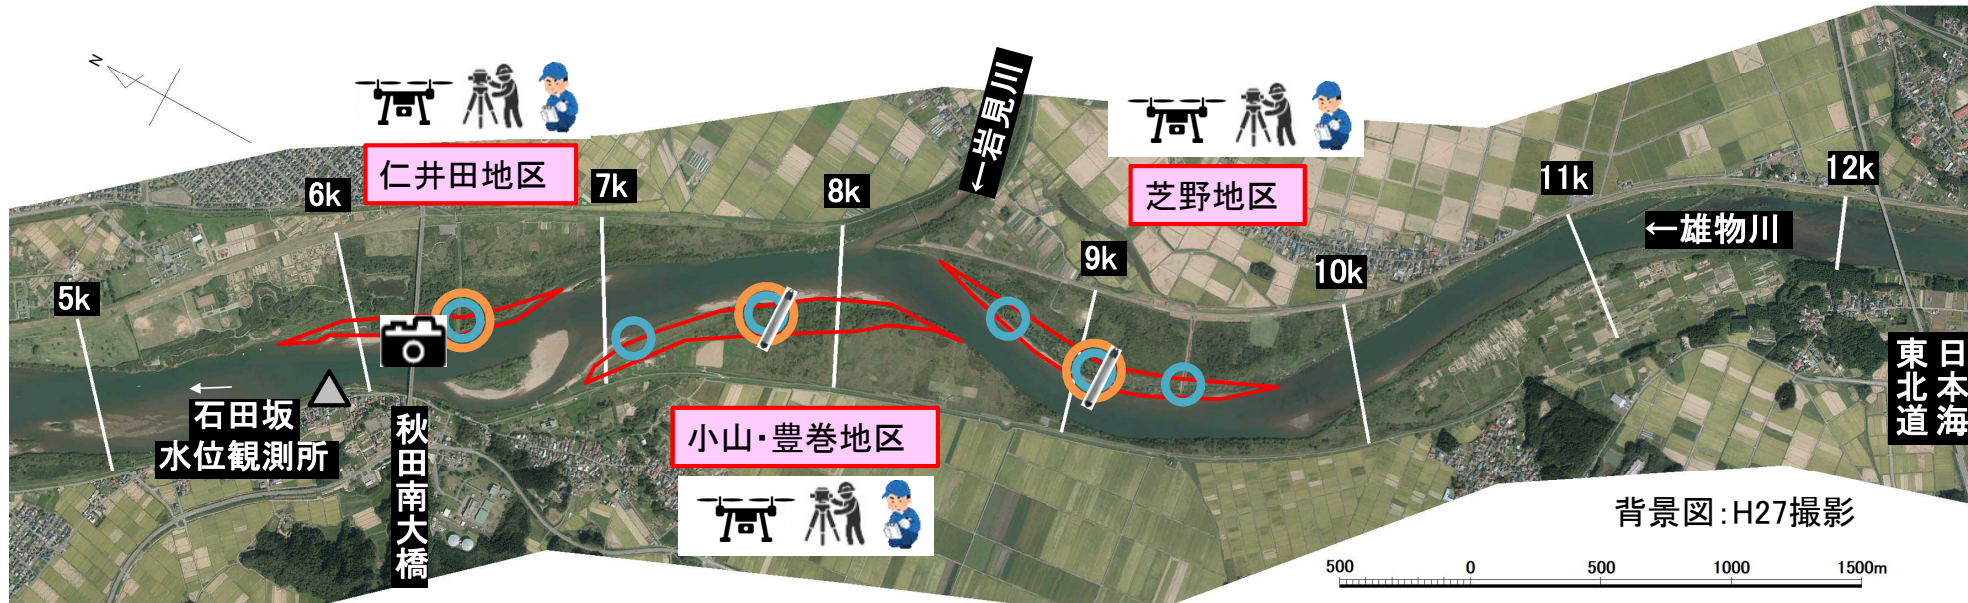 N
仁井田地区
←岩見川
芝野地区
5k
6k
7k
8k
9k
10k
11k
12k
←雄物川
←
石田坂
水位観測所
秋田南大橋
小山・豊巻地区
日本海
東北道
背景図：H27撮影
500 0 500 1000 1500m